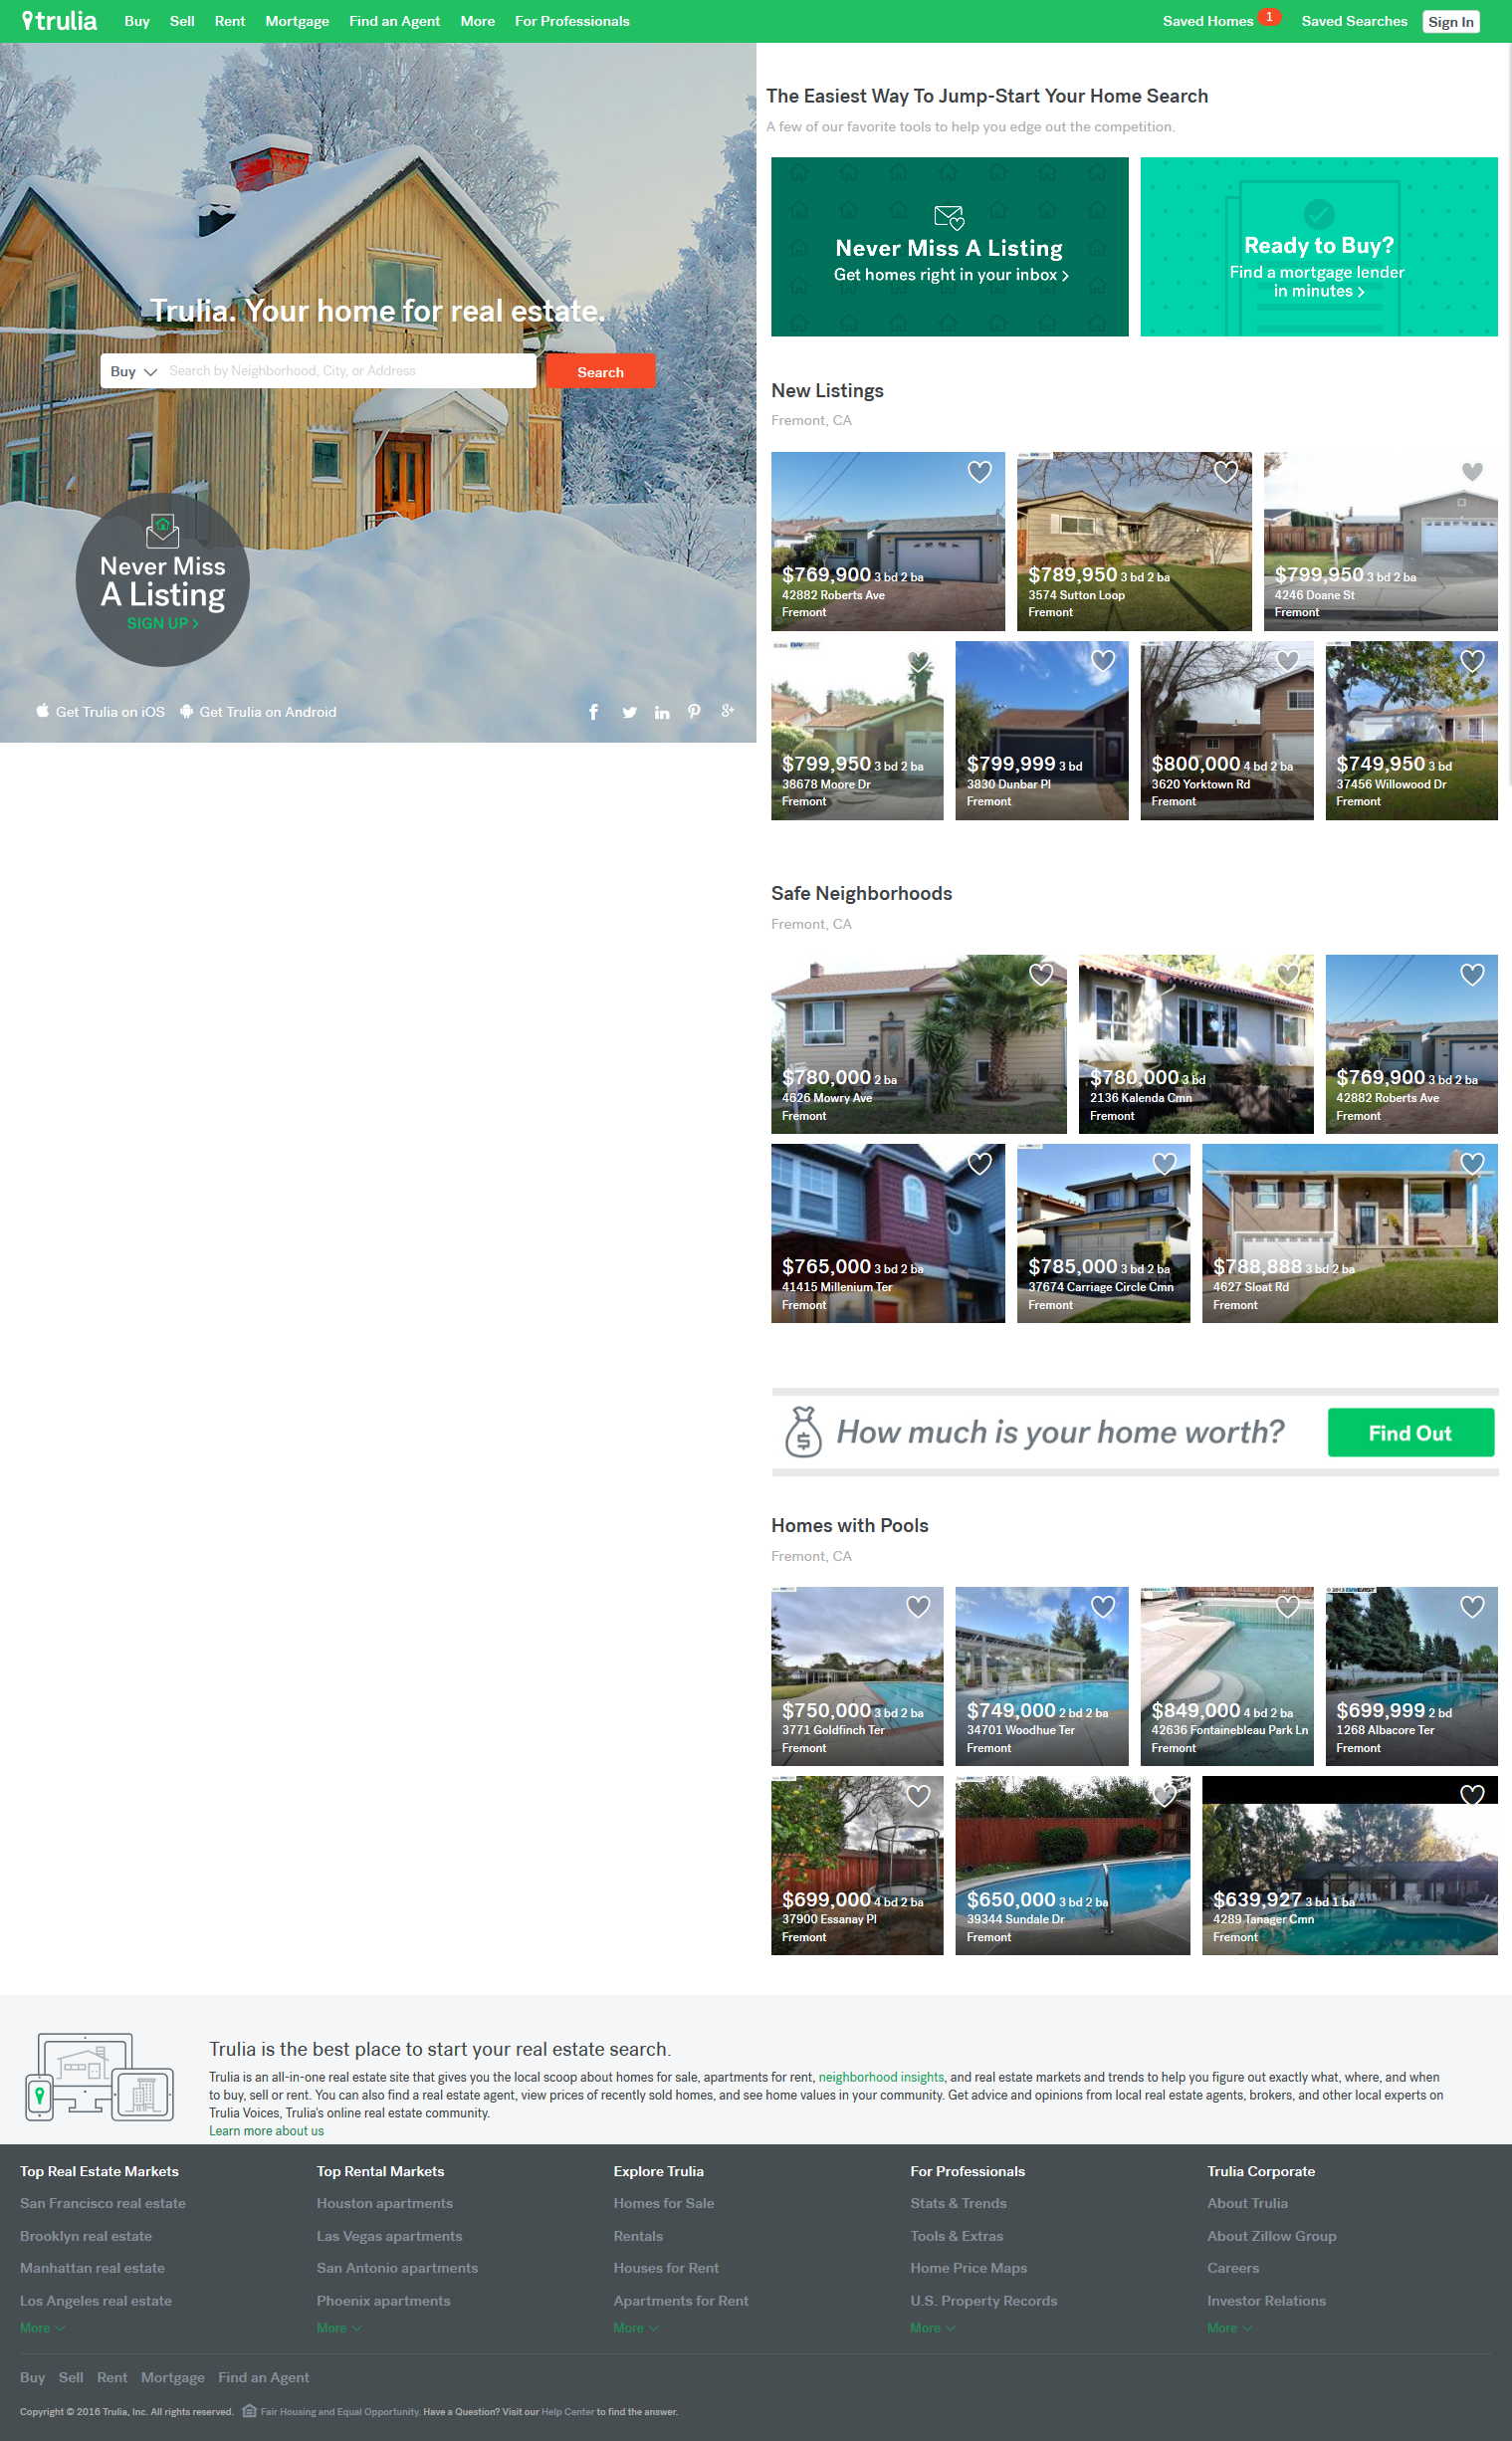 trulia Buy Sell Rent Mortgage Find an Agent More For Professionals Saved Homes 1 Saved Searches Sign In
Trulia. Your home for real estate.
Buy Search by Neighborhood, City, or Address Search
Never Miss
A Listing
SIGN UP >
Get Trulia on iOS Get Trulia on Android
The Easiest Way To Jump-Start Your Home Search
A few of our favorite tools to help you edge out the competition.
Never Miss A Listing
Get homes right in your inbox >
Ready to Buy?
Find a mortgage lender
in minutes >
New Listings
Fremont, CA
$769,900 3 bd 2 ba
42882 Roberts Ave
Fremont
$789,950 3 bd 2 ba
3574 Sutton Loop
Fremont
$799,950 3 bd 2 ba
4246 Doane St
Fremont
$799,950 3 bd 2 ba
38678 Moore Dr
Fremont
$799,999 3 bd
3830 Dunbar Pl
Fremont
$800,000 4 bd 2 ba
3620 Yorktown Rd
Fremont
$749,950 3 bd
37456 Willowood Dr
Fremont
Safe Neighborhoods
Fremont, CA
$780,000 2 ba
4626 Mowry Ave
Fremont
$780,000 3 bd
2136 Kalenda Cmn
Fremont
$769,900 3 bd 2 ba
42882 Roberts Ave
Fremont
$765,000 3 bd 2 ba
41415 Millenium Ter
Fremont
$785,000 3 bd 2 ba
37674 Carriage Circle Cmn
Fremont
$788,888 3 bd 2 ba
4627 Sloat Rd
Fremont
How much is your home worth? Find Out
Homes with Pools
Fremont, CA
$750,000 3 bd 2 ba
3771 Goldfinch Ter
Fremont
$749,000 2 bd 2 ba
34701 Woodhue Ter
Fremont
$849,000 4 bd 2 ba
42636 Fontainebleau Park Ln
Fremont
$699,999 2 bd
1268 Albacore Ter
Fremont
$699,000 4 bd 2 ba
37900 Essanay Pl
Fremont
$650,000 3 bd 2 ba
39344 Sundale Dr
Fremont
$639,927 3 bd 1 ba
4289 Tanager Cmn
Fremont
Trulia is the best place to start your real estate search.
Trulia is an all-in-one real estate site that gives you the local scoop about homes for sale, apartments for rent, neighborhood insights, and real estate markets and trends to help you figure out exactly what, where, and when
to buy, sell or rent. You can also find a real estate agent, view prices of recently sold homes, and see home values in your community. Get advice and opinions from local real estate agents, brokers, and other local experts on
Trulia Voices, Trulia's online real estate community.
Learn more about us
Top Real Estate Markets
San Francisco real estate
Brooklyn real estate
Manhattan real estate
Los Angeles real estate
More
Top Rental Markets
Houston apartments
Las Vegas apartments
San Antonio apartments
Phoenix apartments
More
Explore Trulia
Homes for Sale
Rentals
Houses for Rent
Apartments for Rent
More
For Professionals
Stats & Trends
Tools & Extras
Home Price Maps
U.S. Property Records
More
Trulia Corporate
About Trulia
About Zillow Group
Careers
Investor Relations
More
Buy Sell Rent Mortgage Find an Agent
Copyright © 2016 Trulia, Inc. All rights reserved. Fair Housing and Equal Opportunity. Have a Question? Visit our Help Center to find the answer.